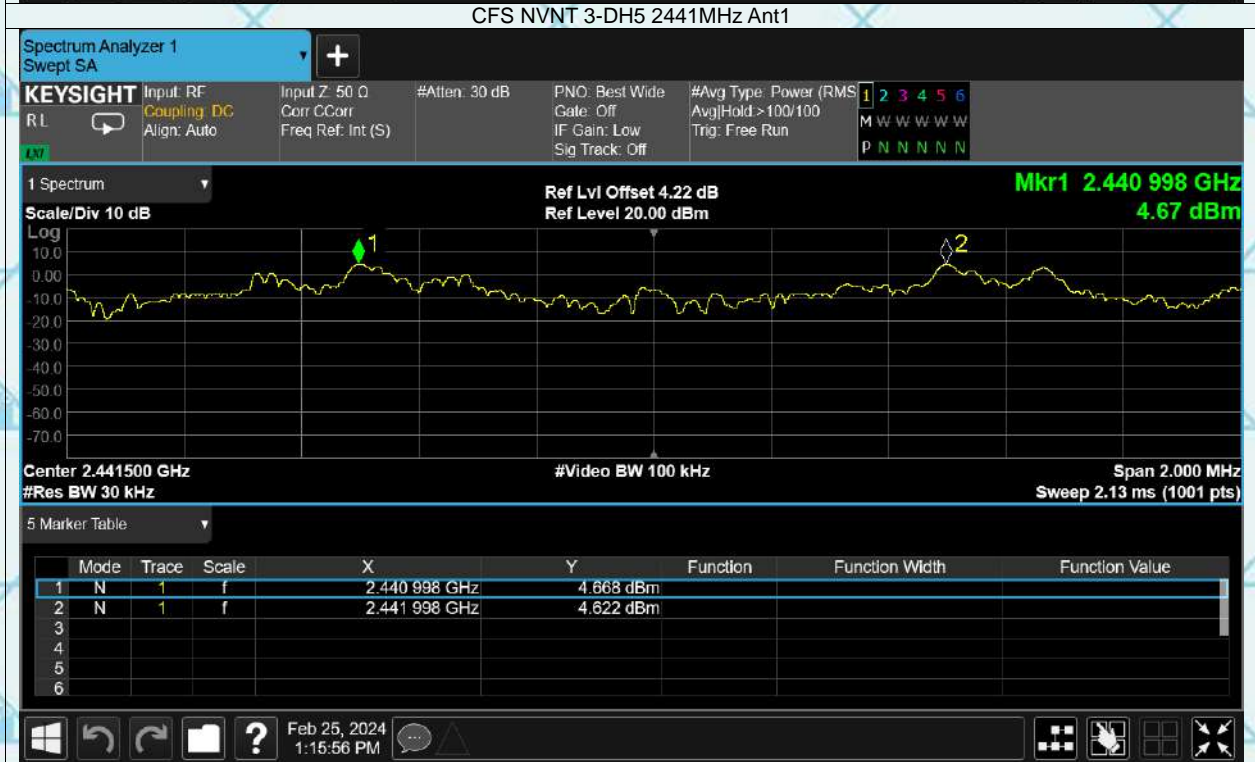 CFS NVNT 3-DH5 2441MHz Ant1
Spectrum Analyzer 1
Swept SA
+
KEYSIGHT Input: RF Input Z: 50 Ω #Atten: 30 dB PNO: Best Wide #Avg Type: Power (RMS 1 2 3 4 5 6
RL Coupling: DC Corr CCorr Gate: Off Avg|Hold:>100/100 M W W W W W
Align: Auto Freq Ref: Int (S) IF Gain: Low Trig: Free Run
LXI Sig Track: Off P N N N N N
1 Spectrum
Ref Lvl Offset 4.22 dB Mkr1 2.440 998 GHz
Scale/Div 10 dB Ref Level 20.00 dBm 4.67 dBm
Log
10.0
0.00
-10.0
-20.0
-30.0
-40.0
-50.0
-60.0
-70.0
1
2
Center 2.441500 GHz #Video BW 100 kHz Span 2.000 MHz
#Res BW 30 kHz Sweep 2.13 ms (1001 pts)
5 Marker Table
Mode Trace Scale X Y Function Function Width Function Value
1 N 1 f 2.440 998 GHz 4.668 dBm
2 N 1 f 2.441 998 GHz 4.622 dBm
3
4
5
6
? Feb 25, 2024
1:15:56 PM